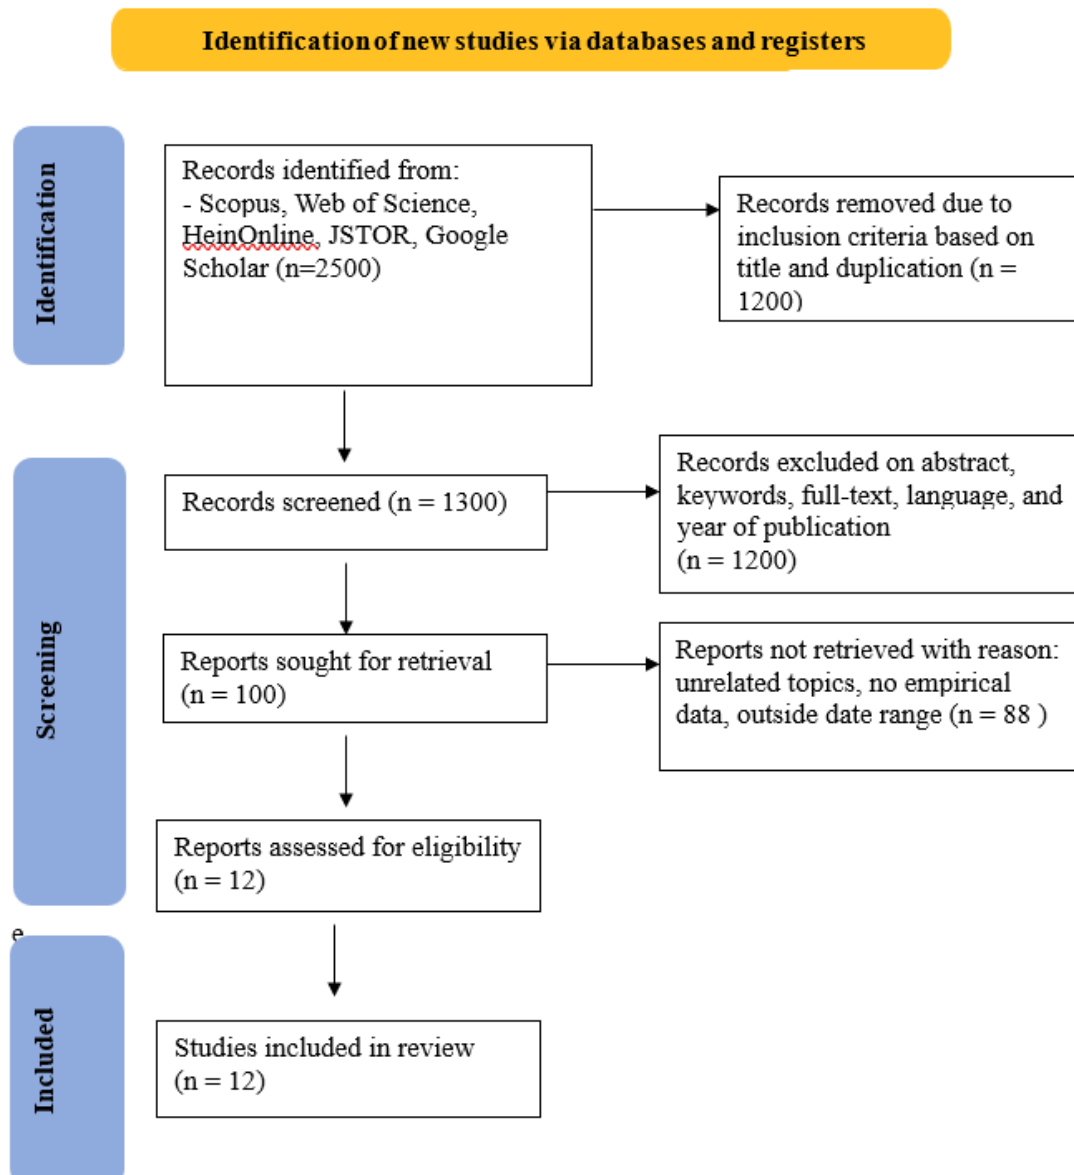 Identification of new studies via databases and registers
Identification
Records identified from:
- Scopus, Web of Science,
HeinOnline, JSTOR, Google
Scholar (n=2500)
Records removed due to
inclusion criteria based on
title and duplication (n =
1200)
Screening
Records screened (n = 1300)
Records excluded on abstract,
keywords, full-text, language, and
year of publication
(n = 1200)
Reports sought for retrieval
(n = 100)
Reports not retrieved with reason:
unrelated topics, no empirical
data, outside date range (n = 88 )
Reports assessed for eligibility
(n = 12)
e
Included
Studies included in review
(n = 12)